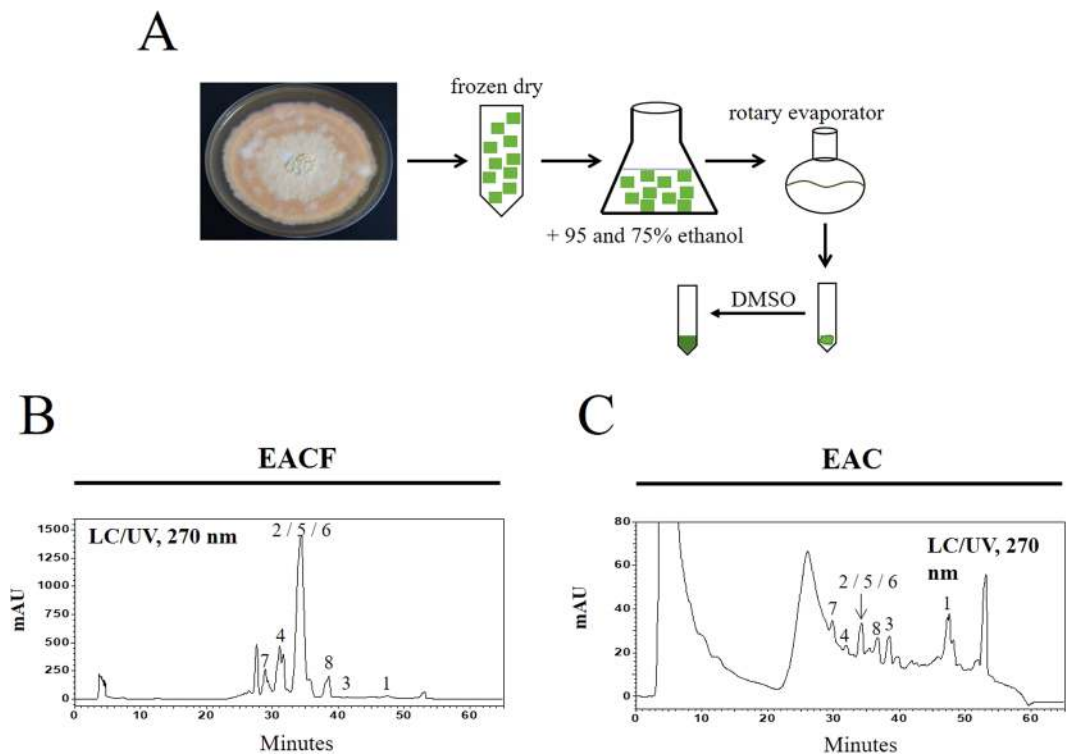 A
frozen dry
rotary evaporator
+ 95 and 75% ethanol
DMSO
B
EACF
LC/UV, 270 nm
2 / 5 / 6
7
4
8
3
1
mAU
1500
1250
1000
750
500
250
0
0 10 20 30 40 50 60
Minutes
C
EAC
LC/UV, 270
nm
2 / 5 / 6
7
4
8
3
1
mAU
80
60
40
20
0
0 10 20 30 40 50 60
Minutes